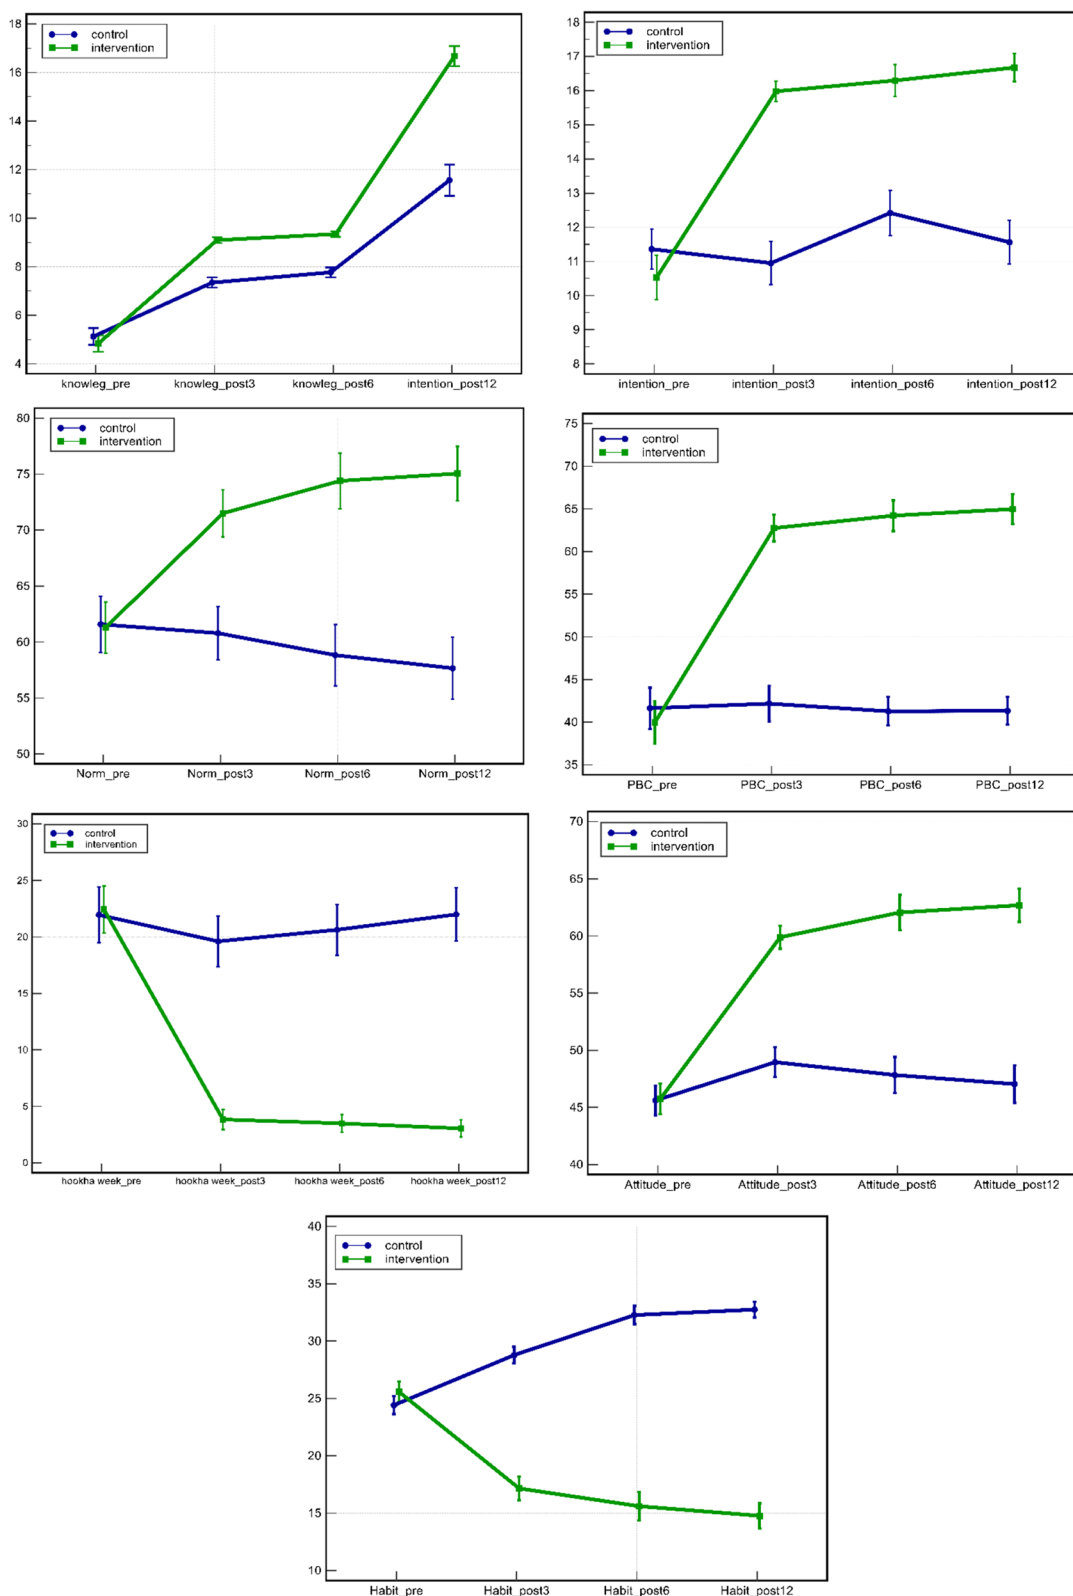 18
16
14
12
10
8
6
4
control
intervention
knowleg_pre knowleg_post3 knowleg_post6 intention_post12
18
17
16
15
14
13
12
11
10
9
8
control
intervention
intention_pre intention_post3 intention_post6 intention_post12
80
75
70
65
60
55
50
control
intervention
Norm_pre Norm_post3 Norm_post6 Norm_post12
75
70
65
60
55
50
45
40
35
control
intervention
PBC_pre PBC_post3 PBC_post6 PBC_post12
30
25
20
15
10
5
0
control
intervention
hookha week_pre hookha week_post3 hookha week_post6 hookha week_post12
70
65
60
55
50
45
40
control
intervention
Attitude_pre Attitude_post3 Attitude_post6 Attitude_post12
40
35
30
25
20
15
10
control
intervention
Habit_pre Habit_post3 Habit_post6 Habit_post12